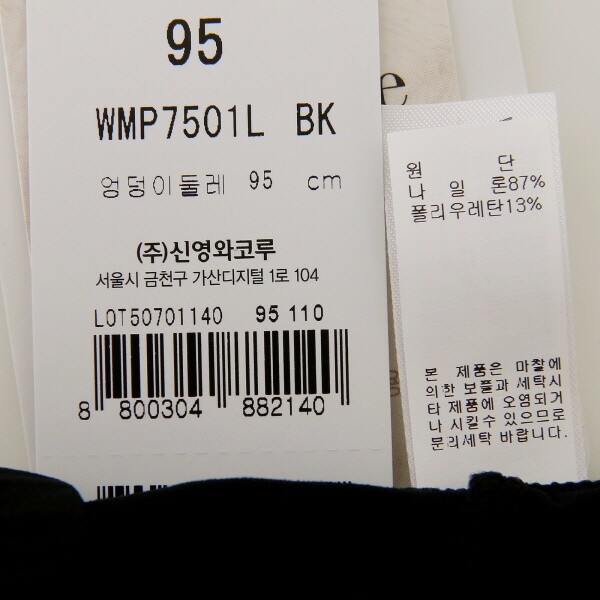 95
WMP7501L BK
엉덩이둘레 95 cm
(주)신영와코루
서울시 금천구 가산디지털 1로 104
LOT50701140 95 110
8 800304 882140
e
원 단
나 일 론87%
폴리우레탄13%
본 제품은 마찰에
의한 보플과 세탁시
타 제품에 오염되거
나 시킬수 있으므로
분리세탁 바랍니다.